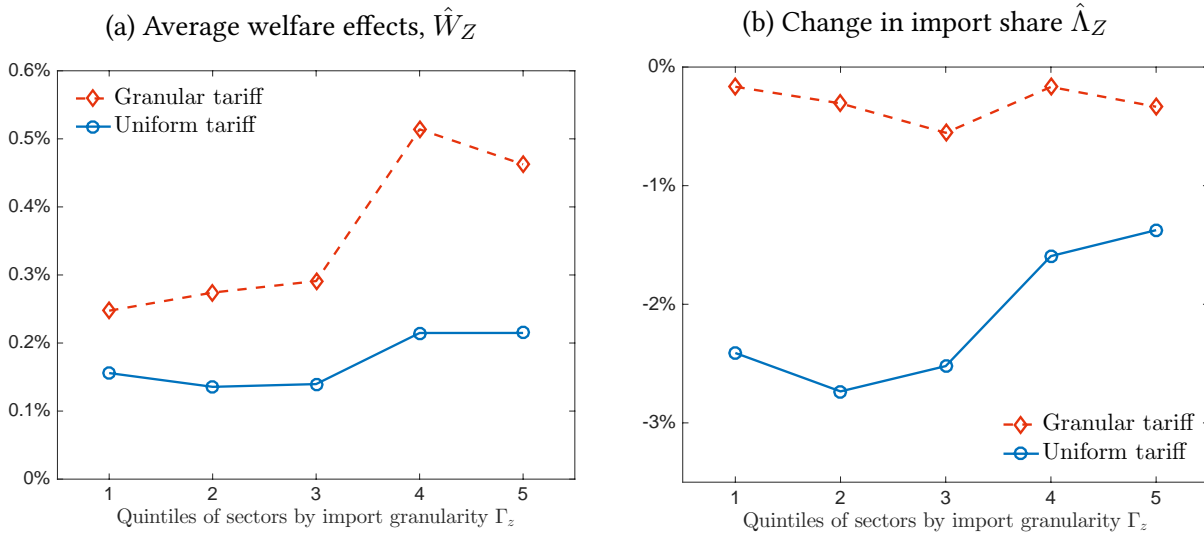 (a) Average welfare effects, Ŵ_Z
0.6%
0.5%
0.4%
0.3%
0.2%
0.1%
0%
Granular tariff
Uniform tariff
1 2 3 4 5
Quintiles of sectors by import granularity Γ_z
(b) Change in import share Λ̂_Z
0%
-1%
-2%
-3%
Granular tariff
Uniform tariff
1 2 3 4 5
Quintiles of sectors by import granularity Γ_z